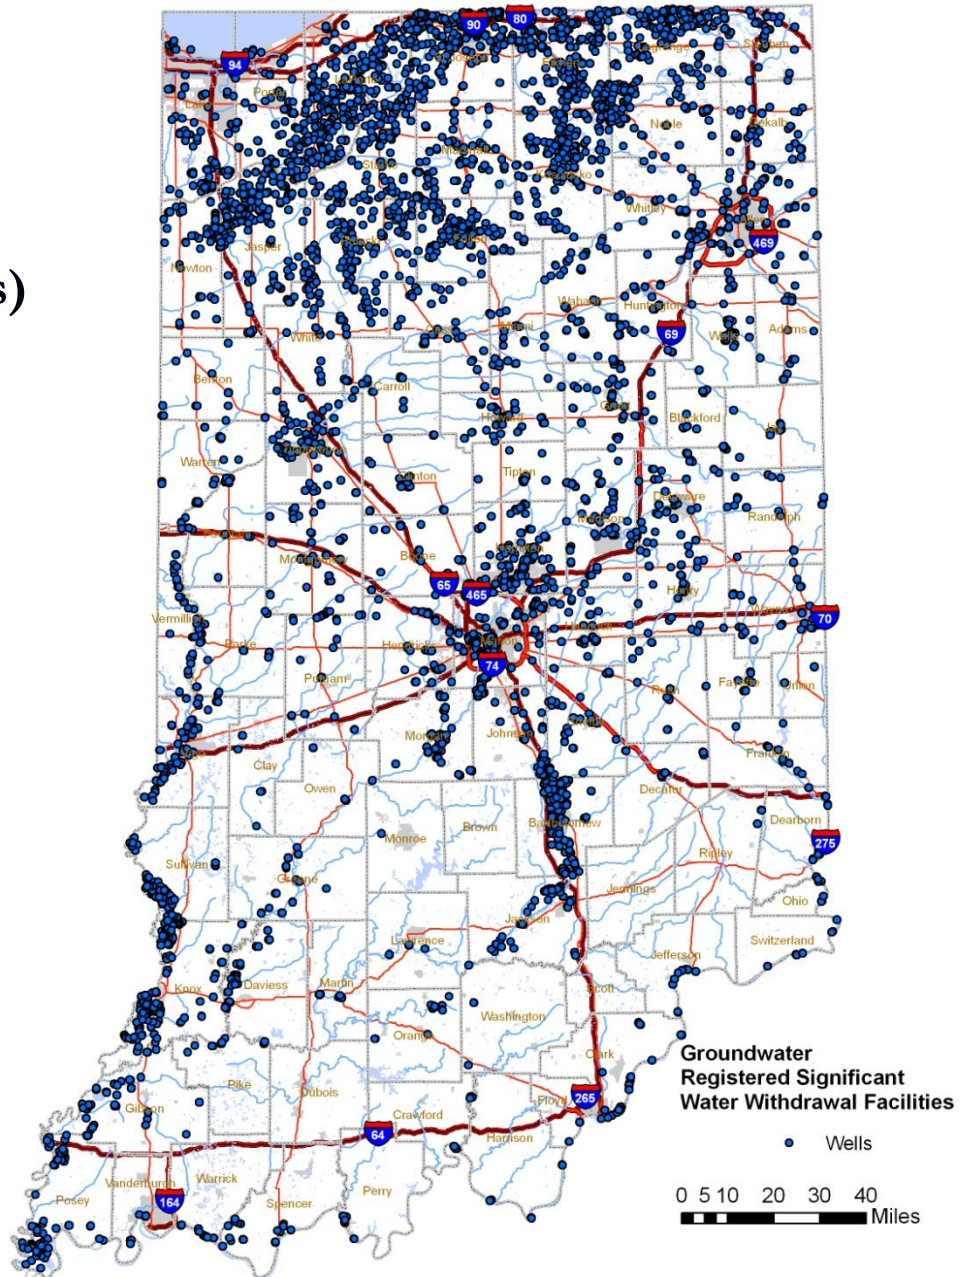 90
80
94
Steuben
Lagrange
Porter
Lake
Noble
Dekalb
Starke
Marshall
Kosciusko
Whitley
Allen
469
Jasper
Pulaski
Fulton
Newton
s)
Wabash
Huntington
Cass
Miami
69
Wells
Adams
White
Benton
Carroll
Grant
Howard
Blackford
Jay
Warren
Tippecanoe
Clinton
Tipton
Delaware
Madison
Randolph
Fountain
Montgomery
Boone
Hamilton
65
465
Henry
Wayne
70
Vermillion
Parke
Hendricks
Marion
Hancock
74
Putnam
Rush
Fayette
Union
Morgan
Johnson
Shelby
Vigo
Clay
Franklin
Owen
Decatur
Monroe
Brown
Bartholomew
Dearborn
275
Sullivan
Greene
Ripley
Jennings
Ohio
Jackson
Lawrence
Switzerland
Jefferson
Knox
Daviess
Martin
Scott
Washington
Orange
Clark
Groundwater
Registered Significant
Water Withdrawal Facilities
Pike
Dubois
Gibson
Crawford
Floyd
265
64
Harrison
Wells
Posey
Vanderburgh
Warrick
164
Spencer
Perry
0 5 10 20 30 40
Miles